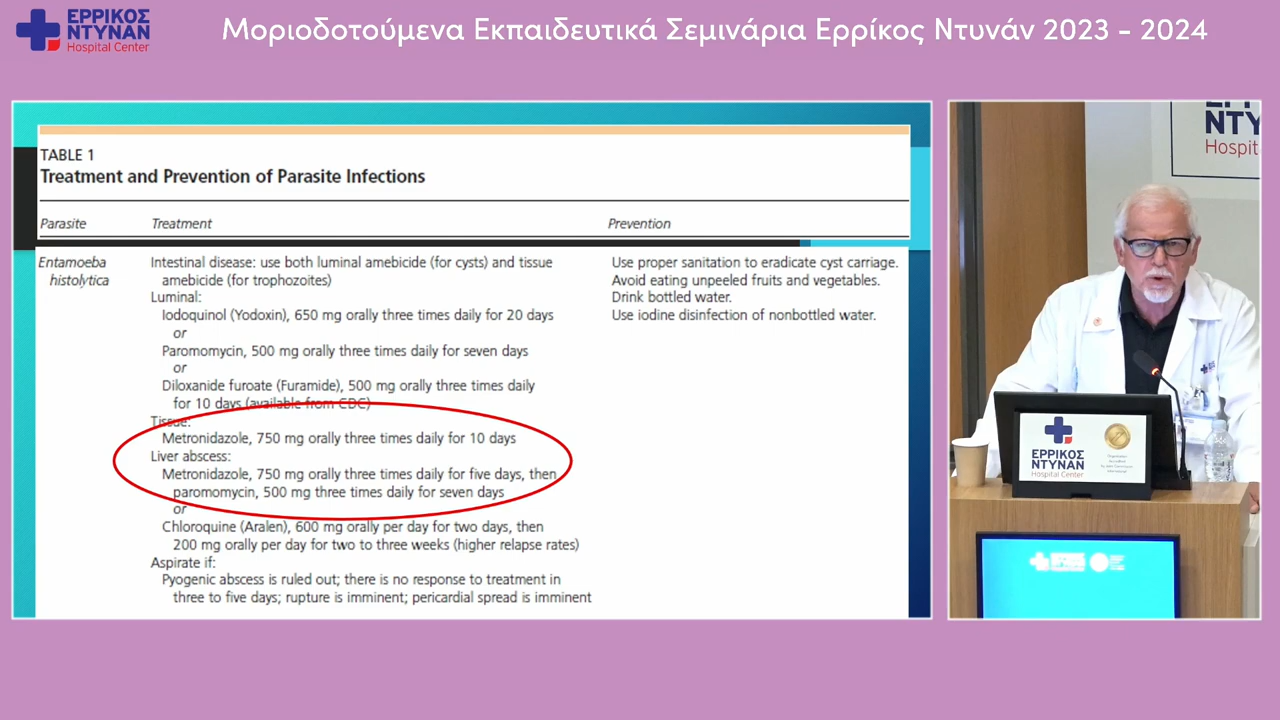 ΕΡΡΙΚΟΣ
ΝΤΥΝΑΝ
Hospital Center
Μοριοδοτούμενα Εκπαιδευτικά Σεμινάρια Ερρίκος Ντυνάν 2023 - 2024
TABLE 1
Treatment and Prevention of Parasite Infections
Parasite Treatment Prevention
Entamoeba histolytica
Intestinal disease: use both luminal amebicide (for cysts) and tissue
amebicide (for trophozoites)
Luminal:
Iodoquinol (Yodoxin), 650 mg orally three times daily for 20 days
or
Paromomycin, 500 mg orally three times daily for seven days
or
Diloxanide furoate (Furamide), 500 mg orally three times daily
for 10 days (available from CDC)
Tissue:
Metronidazole, 750 mg orally three times daily for 10 days
Liver abscess:
Metronidazole, 750 mg orally three times daily for five days, then
paromomycin, 500 mg three times daily for seven days
or
Chloroquine (Aralen), 600 mg orally per day for two days, then
200 mg orally per day for two to three weeks (higher relapse rates)
Aspirate if:
Pyogenic abscess is ruled out; there is no response to treatment in
three to five days; rupture is imminent; pericardial spread is imminent
Use proper sanitation to eradicate cyst carriage.
Avoid eating unpeeled fruits and vegetables.
Drink bottled water.
Use iodine disinfection of nonbottled water.
ΝΤΥ
Hospit
ΕΡΡΙΚΟΣ
ΝΤΥΝΑΝ
Hospital Center